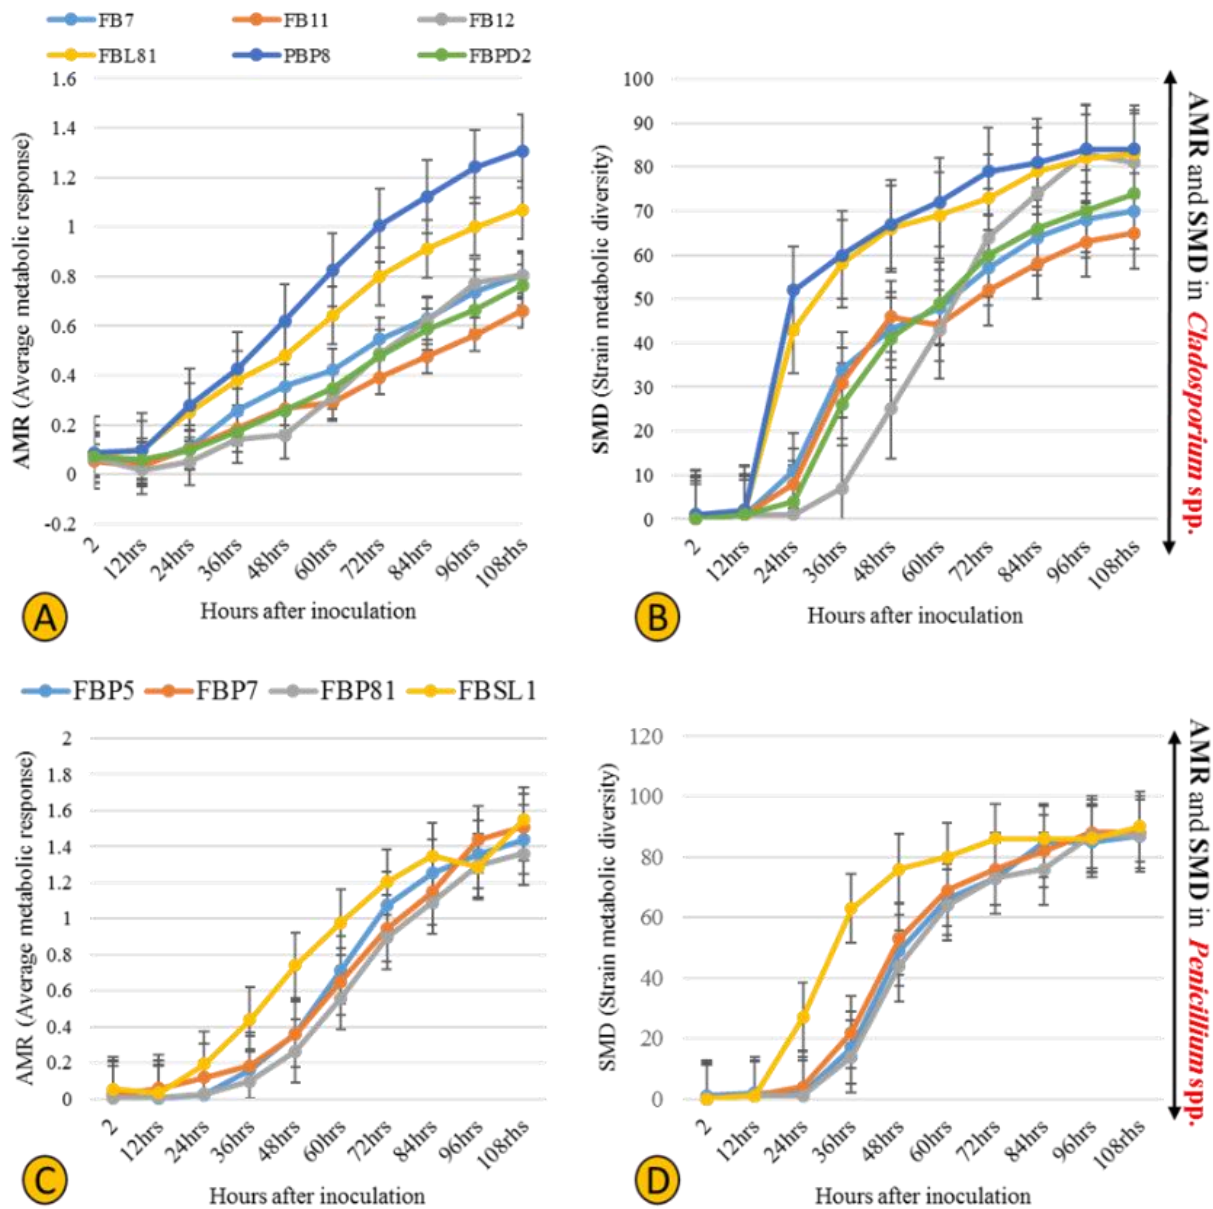 FB7 FB11 FB12
FBL81 PBP8 FBPD2
AMR (Average metabolic response)
1.6
1.4
1.2
1
0.8
0.6
0.4
0.2
0
-0.2
2 12hrs 24hrs 36hrs 48hrs 60hrs 72hrs 84hrs 96hrs 108rhs
Hours after inoculation
A
SMD (Strain metabolic diversity)
100
90
80
70
60
50
40
30
20
10
0
2 12hrs 24hrs 36hrs 48hrs 60hrs 72hrs 84hrs 96hrs 108rhs
Hours after inoculation
B
AMR and SMD in Cladosporium spp.
FBP5 FBP7 FBP81 FBSL1
AMR (Average metabolic response)
2
1.8
1.6
1.4
1.2
1
0.8
0.6
0.4
0.2
0
2 12hrs 24hrs 36hrs 48hrs 60hrs 72hrs 84hrs 96hrs 108rhs
Hours after inoculation
C
SMD (Strain metabolic diversity)
120
100
80
60
40
20
0
2 12hrs 24hrs 36hrs 48hrs 60hrs 72hrs 84hrs 96hrs 108rhs
Hours after inoculation
D
AMR and SMD in Penicillium spp.